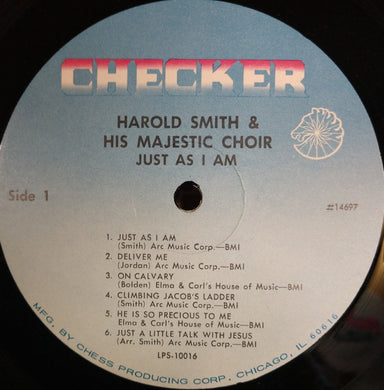 CHECKER
HAROLD SMITH &
HIS MAJESTIC CHOIR
JUST AS I AM
Side 1
#14697
1. JUST AS I AM
(Smith) Arc Music Corp.—BMI
2. DELIVER ME
(Jordan) Arc Music Corp.—BMI
3. ON CALVARY
(Bolden) Elma & Carl's House of Music—BMI
4. CLIMBING JACOB'S LADDER
(Smith) Arc Music Corp.—BMI
5. HE IS SO PRECIOUS TO ME
Elma & Carl's House of Music—BMI
6. JUST A LITTLE TALK WITH JESUS
(Arr. Smith) Arc Music Corp.—BMI
LPS-10016
MFG. BY CHESS PRODUCING CORP., CHICAGO, IL 60616